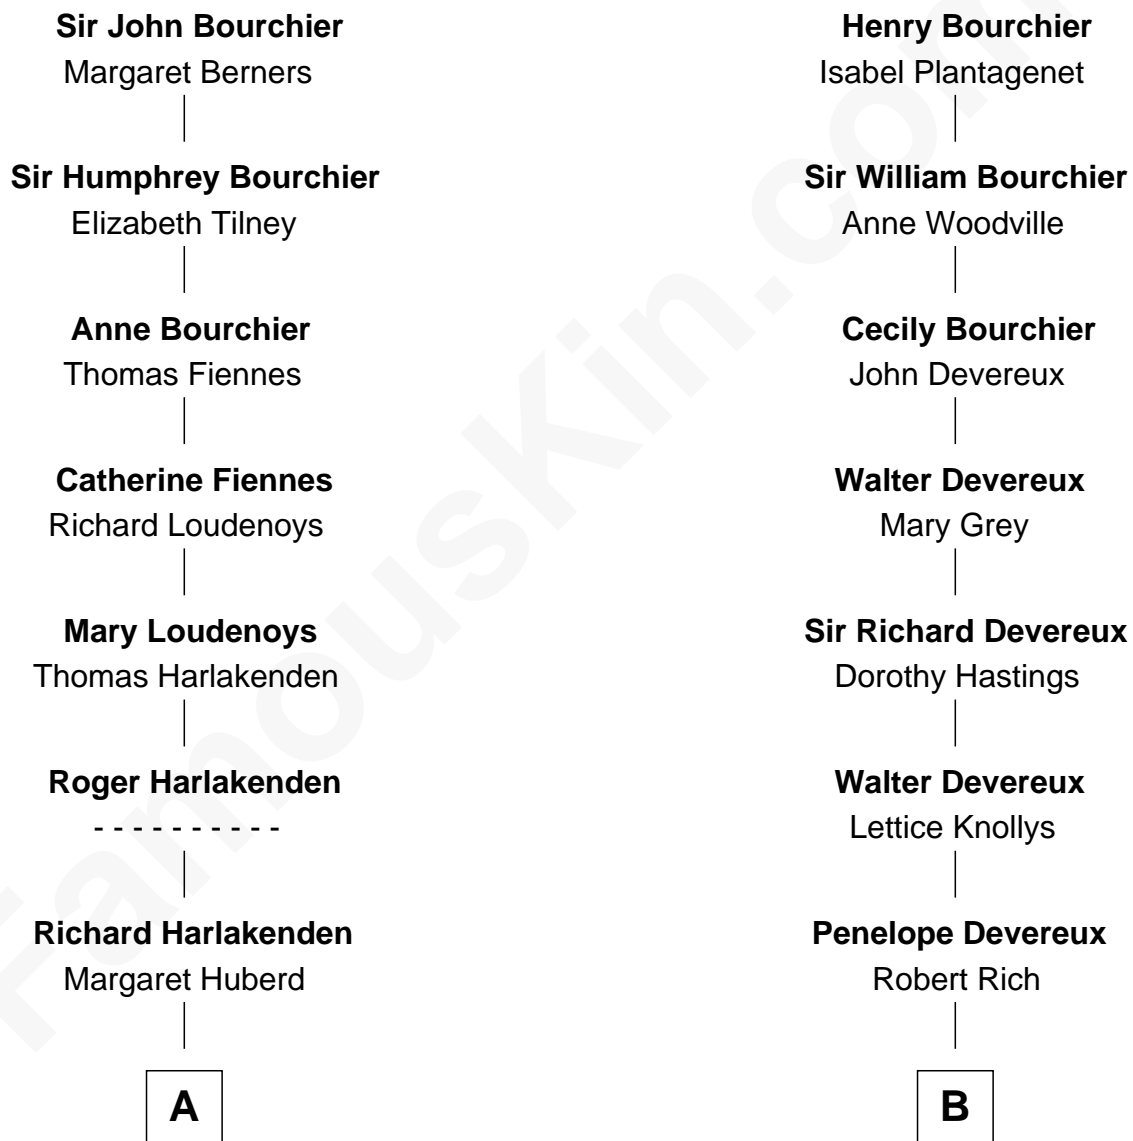 Sir John Bourchier
Margaret Berners
Sir Humphrey Bourchier
Elizabeth Tilney
Anne Bourchier
Thomas Fiennes
Catherine Fiennes
Richard Loudenoys
Mary Loudenoys
Thomas Harlakenden
Roger Harlakenden
- - - - - - - - - -
Richard Harlakenden
Margaret Huberd
A
Henry Bourchier
Isabel Plantagenet
Sir William Bourchier
Anne Woodville
Cecily Bourchier
John Devereux
Walter Devereux
Mary Grey
Sir Richard Devereux
Dorothy Hastings
Walter Devereux
Lettice Knollys
Penelope Devereux
Robert Rich
B
FamousKin.com